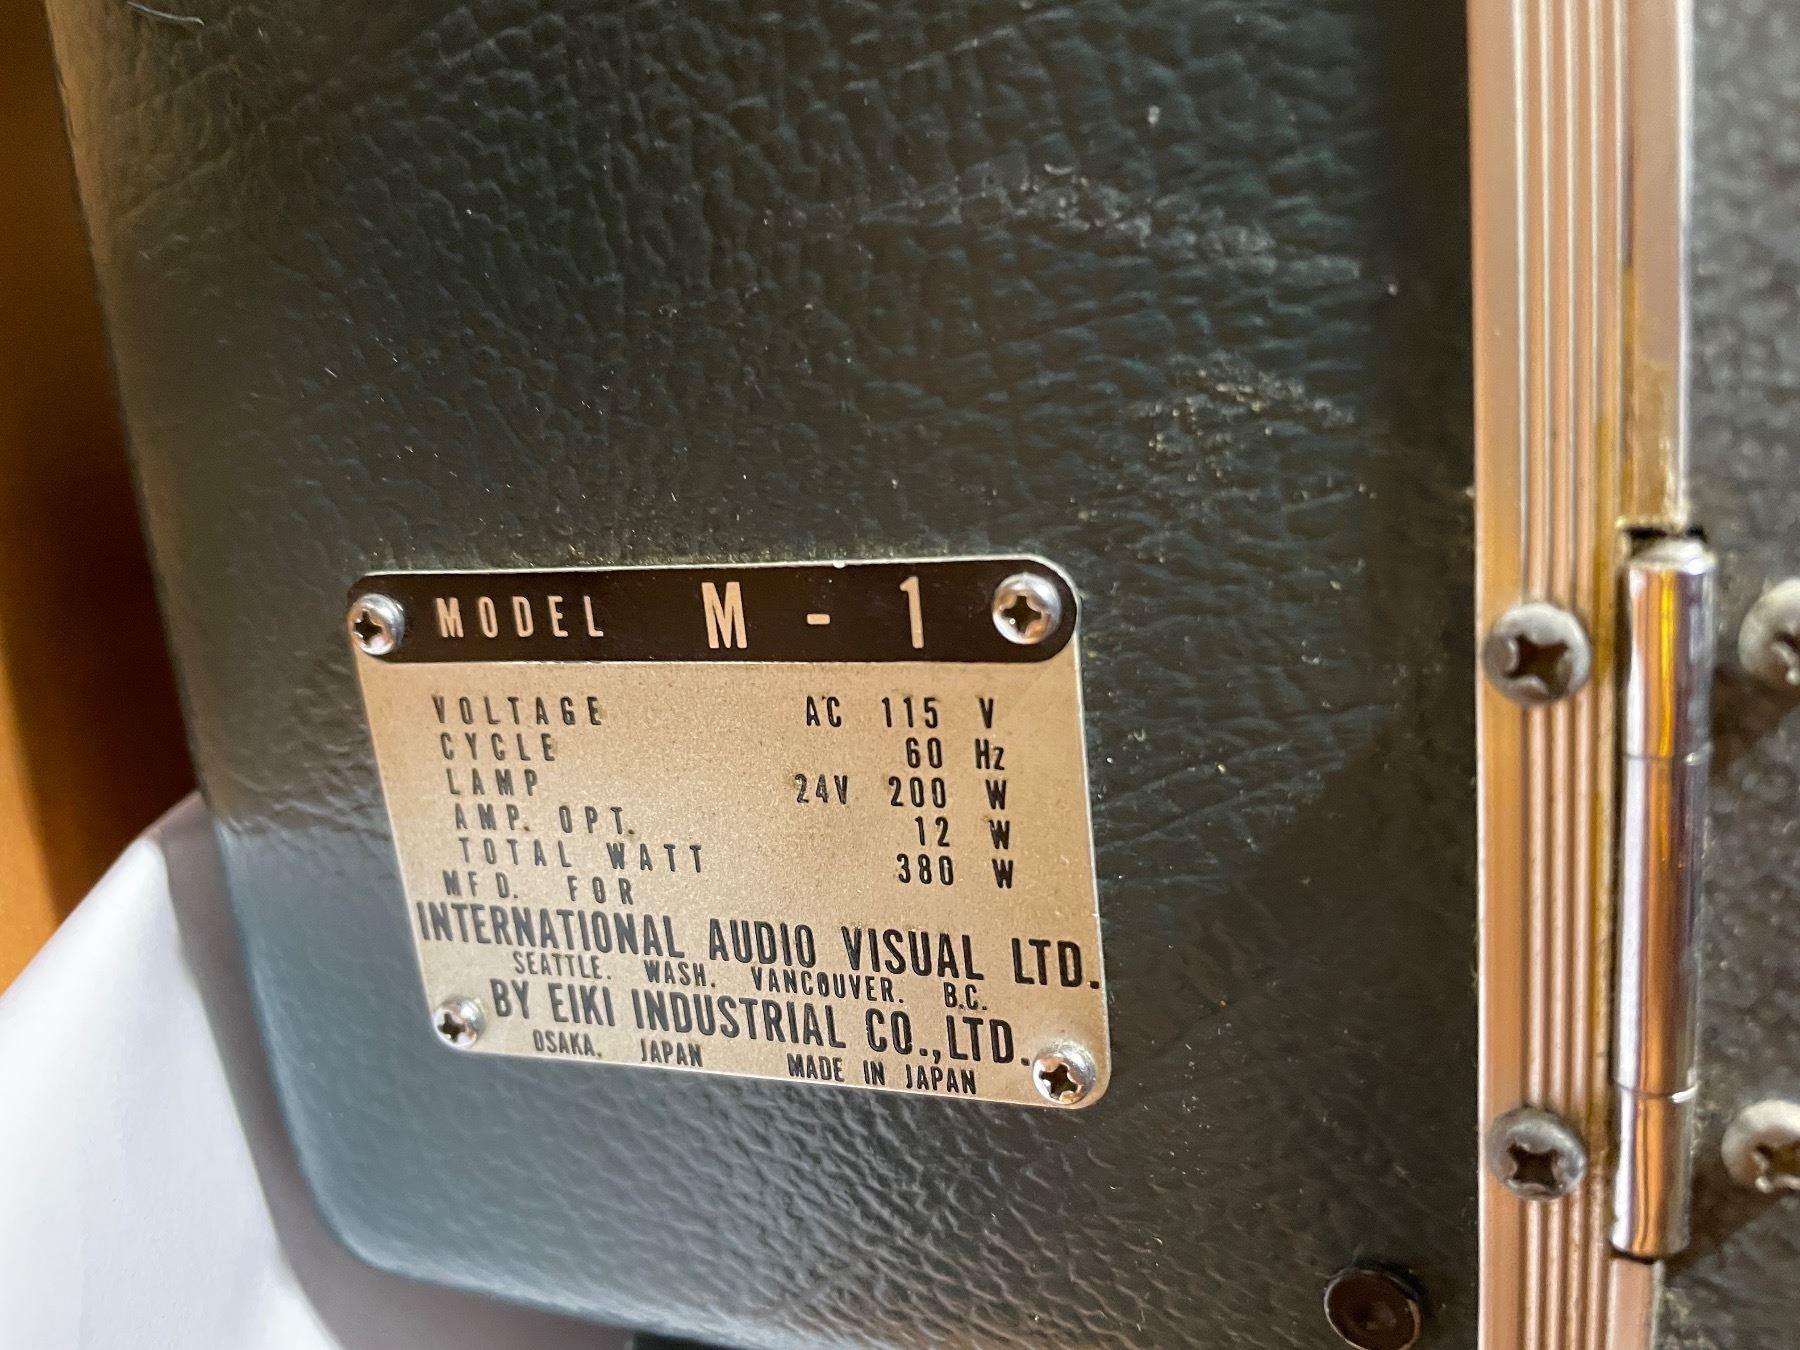 MODEL M - 1
VOLTAGE AC 115 V
CYCLE 60 Hz
LAMP 24V 200 W
AMP. OPT. 12 W
TOTAL WATT 380 W
MFD. FOR
INTERNATIONAL AUDIO VISUAL LTD.
SEATTLE. WASH. VANCOUVER. B.C.
BY EIKI INDUSTRIAL CO.,LTD.
OSAKA. JAPAN MADE IN JAPAN